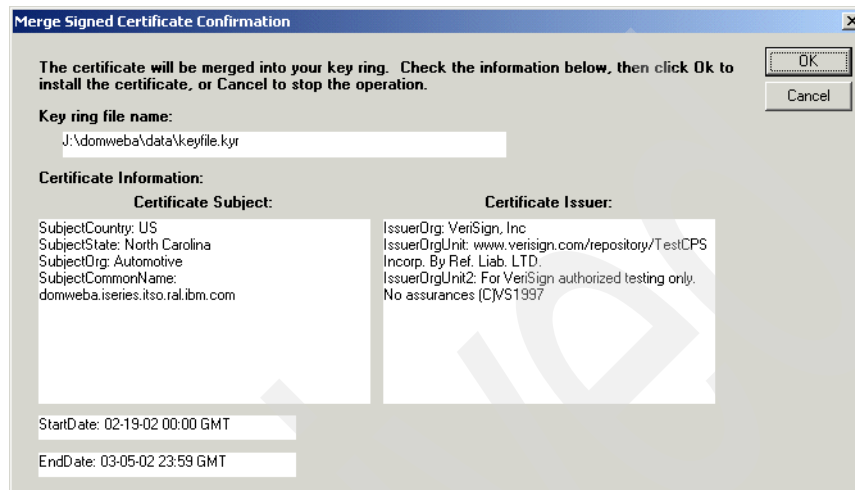 Merge Signed Certificate Confirmation
The certificate will be merged into your key ring. Check the information below, then click Ok to
install the certificate, or Cancel to stop the operation.
OK
Cancel
Key ring file name:
J:\domweba\data\keyfile.kyr
Certificate Information:
Certificate Subject:
SubjectCountry: US
SubjectState: North Carolina
SubjectOrg: Automotive
SubjectCommonName:
domweba.iseries.itso.ral.ibm.com
Certificate Issuer:
IssuerOrg: VeriSign, Inc
IssuerOrgUnit: www.verisign.com/repository/TestCPS
Incorp. By Ref. Liab. LTD.
IssuerOrgUnit2: For VeriSign authorized testing only.
No assurances (C)VS1997
StartDate: 02-19-02 00:00 GMT
EndDate: 03-05-02 23:59 GMT